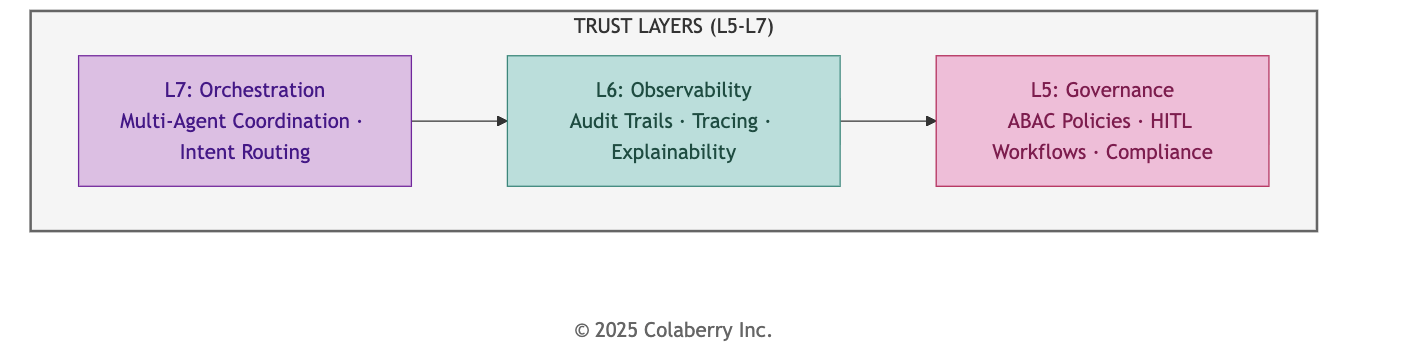 TRUST LAYERS (L5-L7)
L7: Orchestration
Multi-Agent Coordination ·
Intent Routing
L6: Observability
Audit Trails · Tracing ·
Explainability
L5: Governance
ABAC Policies · HITL
Workflows · Compliance
© 2025 Colaberry Inc.